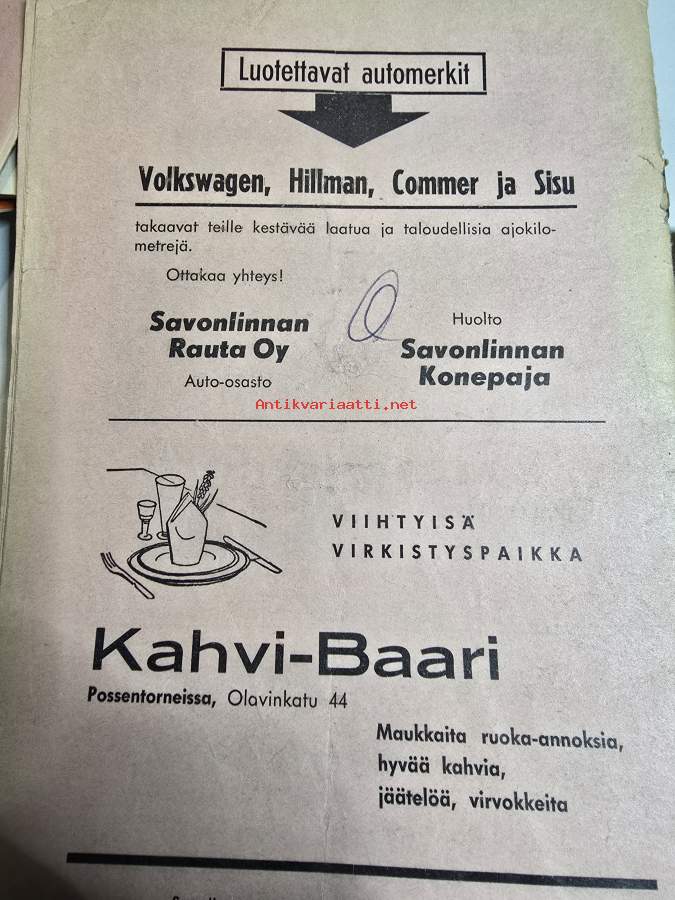 Luotettavat automerkit
Volkswagen, Hillman, Commer ja Sisu
takaavat teille kestävää laatua ja taloudellisia ajokilo-
metrejä.
Ottakaa yhteys!
Savonlinnan
Rauta Oy
Auto-osasto
Huolto
Savonlinnan
Konepaja
Antikvariaatti.net
VIIHTYISÄ
VIRKISTYSPAIKKA
Kahvi-Baari
Possentorneissa, Olavinkatu 44
Maukkaita ruoka-annoksia,
hyvää kahvia,
jäätelöä, virvokkeita